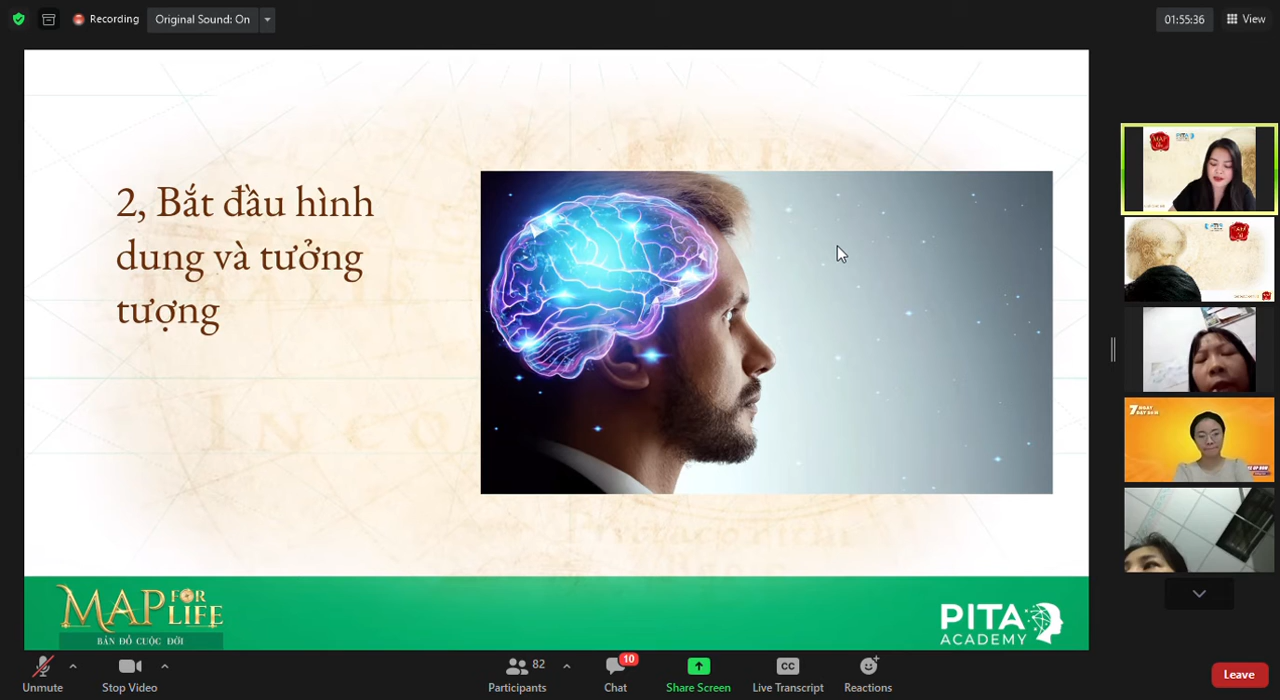 Recording
Original Sound: On
01:55:36
View
2, Bắt đầu hình
dung và tưởng
tượng
MAP FOR LIFE
BẢN ĐỒ CUỘC ĐỜI
PITA
ACADEMY
Unmute
Stop Video
82
Participants
10
Chat
Share Screen
CC
Live Transcript
Reactions
Leave